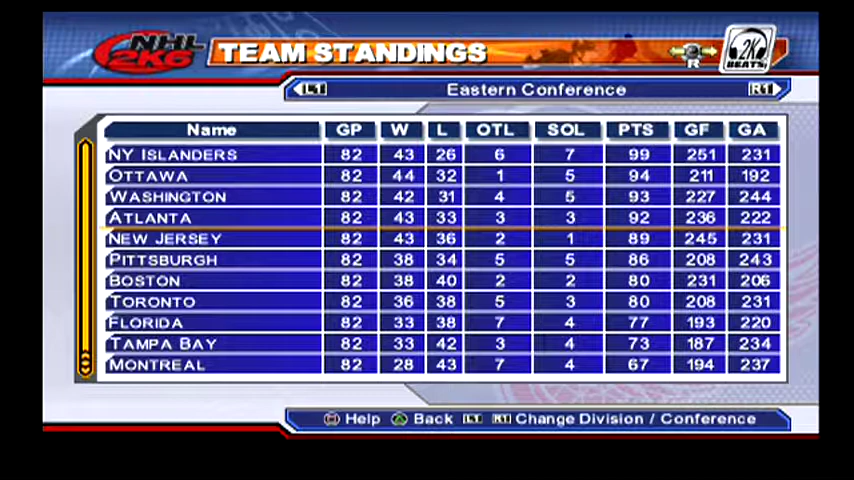 NHL 2K6 TEAM STANDINGS R 2K BEATS
L1 Eastern Conference R1
Name GP W L OTL SOL PTS GF GA
NY ISLANDERS 82 43 26 6 7 99 251 231
OTTAWA 82 44 32 1 5 94 211 192
WASHINGTON 82 42 31 4 5 93 227 244
ATLANTA 82 43 33 3 3 92 236 222
NEW JERSEY 82 43 36 2 1 89 245 231
PITTSBURGH 82 38 34 5 5 86 208 243
BOSTON 82 38 40 2 2 80 231 206
TORONTO 82 36 38 5 3 80 208 231
FLORIDA 82 33 38 7 4 77 193 220
TAMPA BAY 82 33 42 3 4 73 187 234
MONTREAL 82 28 43 7 4 67 194 237
Help Back L1 R1 Change Division / Conference